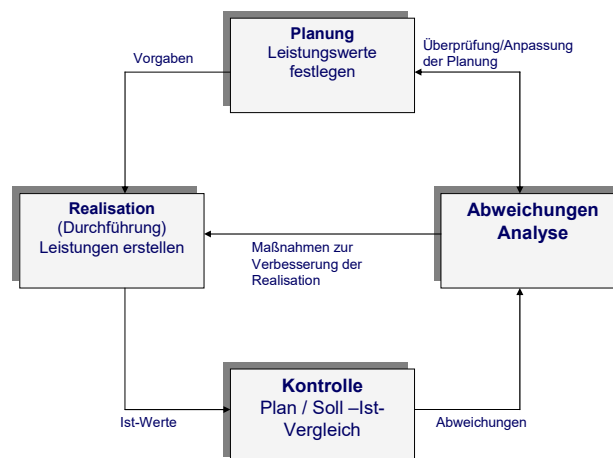 Planung
Leistungswerte
festlegen
Vorgaben
Überprüfung/Anpassung
der Planung
Realisation
(Durchführung)
Leistungen erstellen
Abweichungen
Analyse
Maßnahmen zur
Verbesserung der
Realisation
Kontrolle
Plan / Soll –Ist-
Vergleich
Ist-Werte
Abweichungen